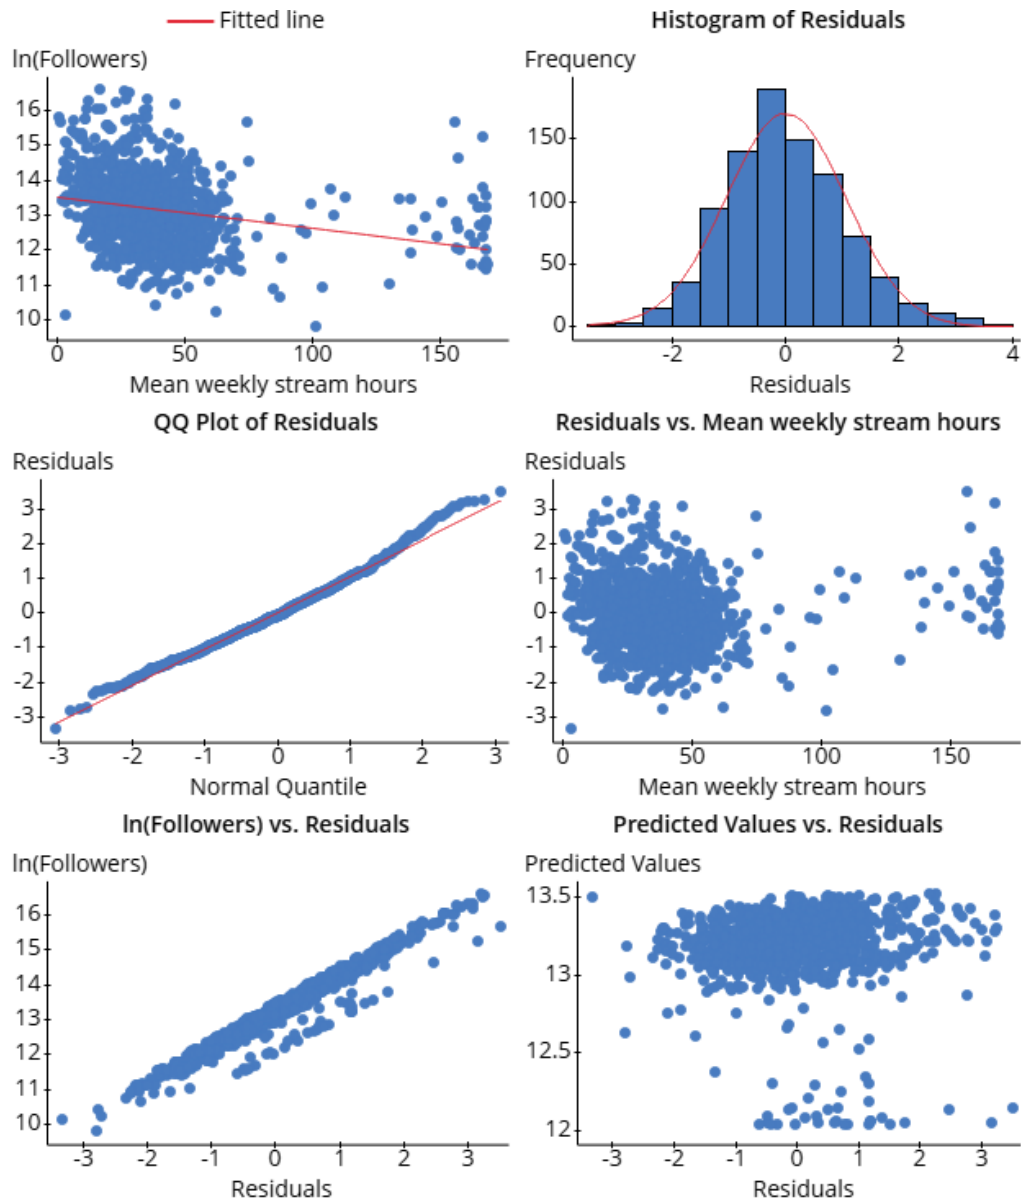 Fitted line
ln(Followers)
16
15
14
13
12
11
10
0 50 100 150
Mean weekly stream hours
Histogram of Residuals
Frequency
150
100
50
0
-2 0 2 4
Residuals
QQ Plot of Residuals
Residuals
3
2
1
0
-1
-2
-3
-3 -2 -1 0 1 2 3
Normal Quantile
Residuals vs. Mean weekly stream hours
Residuals
3
2
1
0
-1
-2
-3
0 50 100 150
Mean weekly stream hours
ln(Followers) vs. Residuals
ln(Followers)
16
15
14
13
12
11
10
-3 -2 -1 0 1 2 3
Residuals
Predicted Values vs. Residuals
Predicted Values
13.5
13
12.5
12
-3 -2 -1 0 1 2 3
Residuals